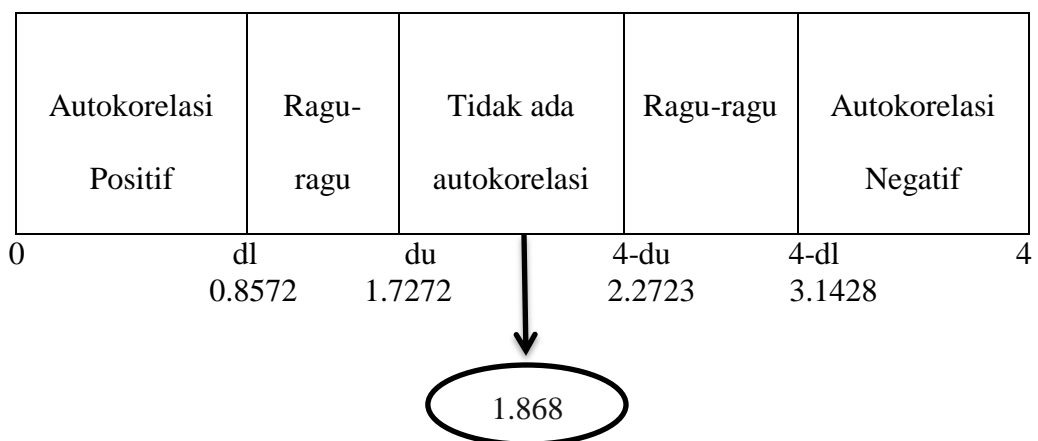 Autokorelasi Ragu- Tidak ada Ragu-ragu Autokorelasi
Positif ragu autokorelasi Negatif
0 dl du 4-du 4-dl 4
0.8572 1.7272 2.2723 3.1428
1.868